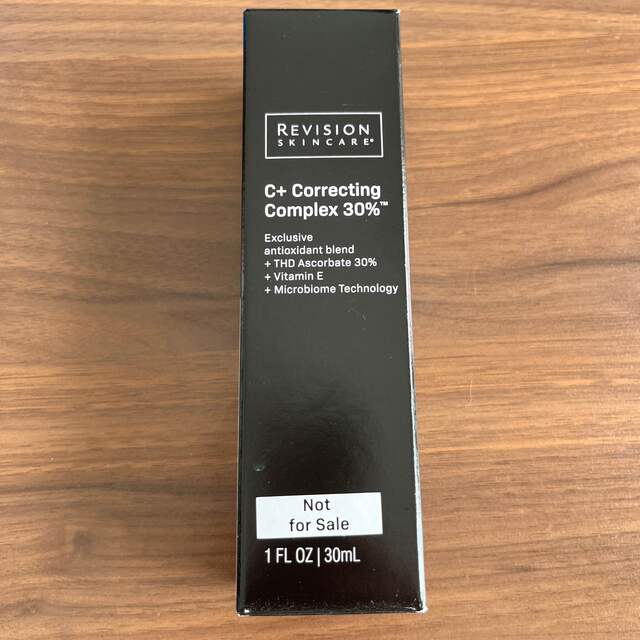 REVISION
SKINCARE®
C+ Correcting
Complex 30%™
Exclusive
antioxidant blend
+ THD Ascorbate 30%
+ Vitamin E
+ Microbiome Technology
Not
for Sale
1 FL OZ | 30mL